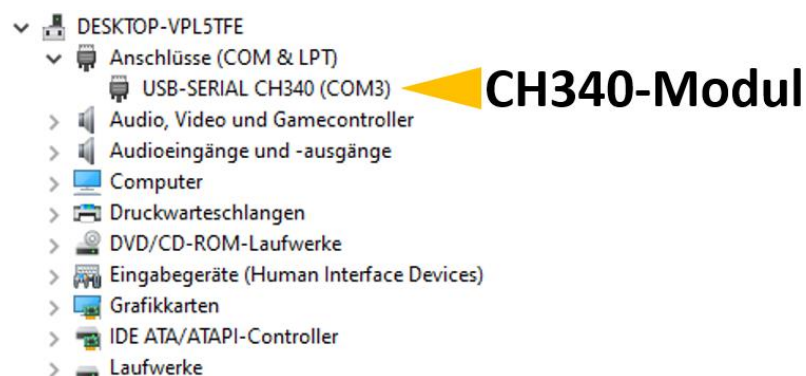 DESKTOP-VPL5TFE
Anschlüsse (COM & LPT)
USB-SERIAL CH340 (COM3)
CH340-Modul
Audio, Video und Gamecontroller
Audioeingänge und -ausgänge
Computer
Druckwarteschlangen
DVD/CD-ROM-Laufwerke
Eingabegeräte (Human Interface Devices)
Grafikkarten
IDE ATA/ATAPI-Controller
Laufwerke